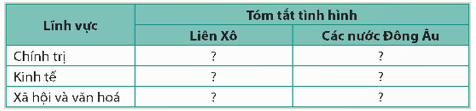 Lĩnh vực Tóm tắt tình hình
Liên Xô Các nước Đông Âu
Chính trị ? ?
Kinh tế ? ?
Xã hội và văn hoá ? ?